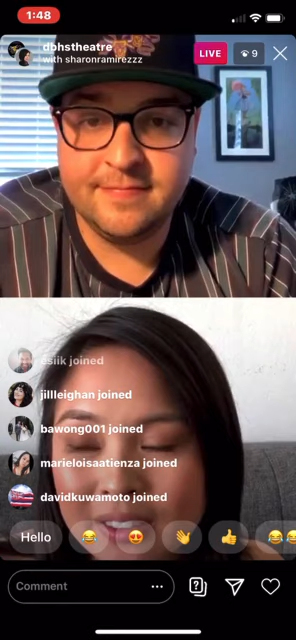 1:48
dbhstheatre
with sharonramirezzz
LIVE
9
esiik joined
jillleighan joined
bawong001 joined
marieloisaatienza joined
davidkuwamoto joined
Hello
Comment